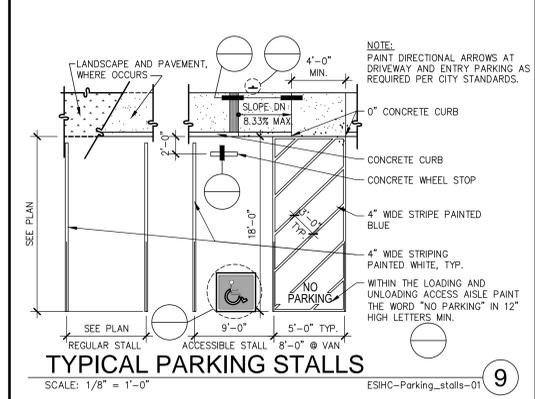 LANDSCAPE AND PAVEMENT,
WHERE OCCURS
4'-0"
MIN.
NOTE:
PAINT DIRECTIONAL ARROWS AT
DRIVEWAY AND ENTRY PARKING AS
REQUIRED PER CITY STANDARDS.
SLOPE DN
8.33% MAX
0" CONCRETE CURB
2'-0"
CONCRETE CURB
CONCRETE WHEEL STOP
SEE PLAN
18'-0"
3'-0"
TYP.
4" WIDE STRIPE PAINTED
BLUE
4" WIDE STRIPING
PAINTED WHITE, TYP.
NO
PARKING
WITHIN THE LOADING AND
UNLOADING ACCESS AISLE PAINT
THE WORD "NO PARKING" IN 12"
HIGH LETTERS MIN.
SEE PLAN
9'-0"
5'-0" TYP.
REGULAR STALL
ACCESSIBLE STALL
8'-0" @ VAN
TYPICAL PARKING STALLS
SCALE: 1/8" = 1'-0"
ESIHC-Parking_stalls-01
9